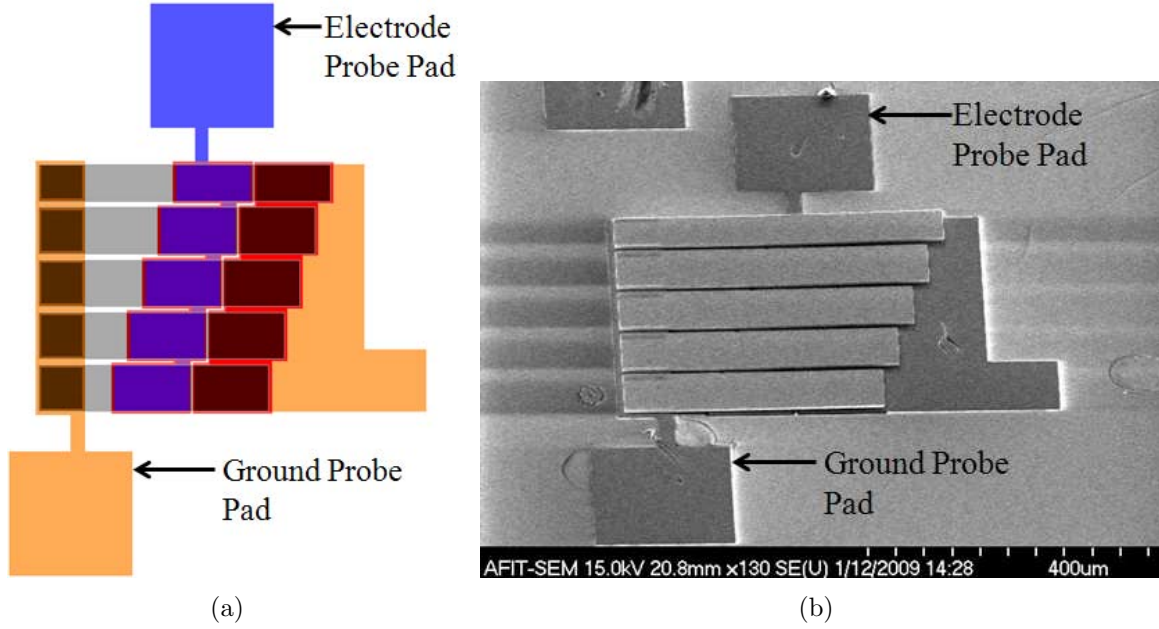 Electrode
Probe Pad
Ground Probe
Pad
Electrode
Probe Pad
Ground Probe
Pad
AFIT-SEM 15.0kV 20.8mm x130 SE(U) 1/12/2009 14:28 400um
(a)
(b)